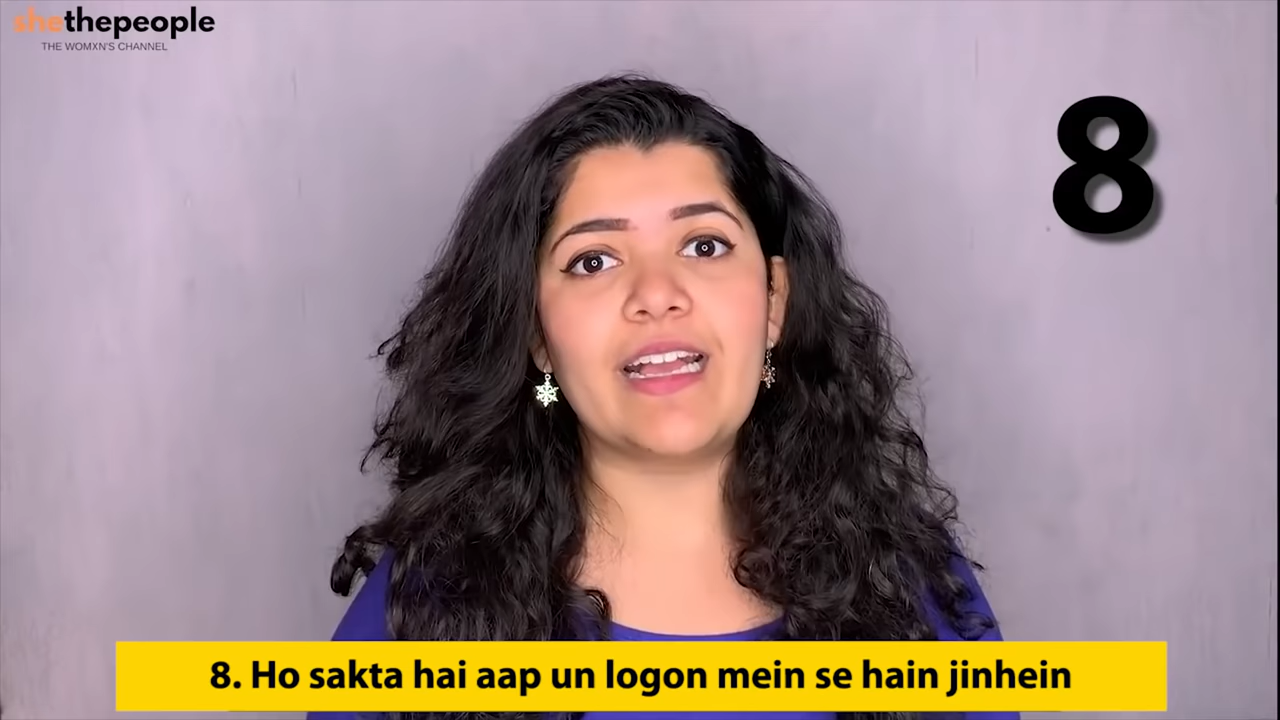 shethepeople
THE WOMXN'S CHANNEL
8
8. Ho sakta hai aap un logon mein se hain jinhein